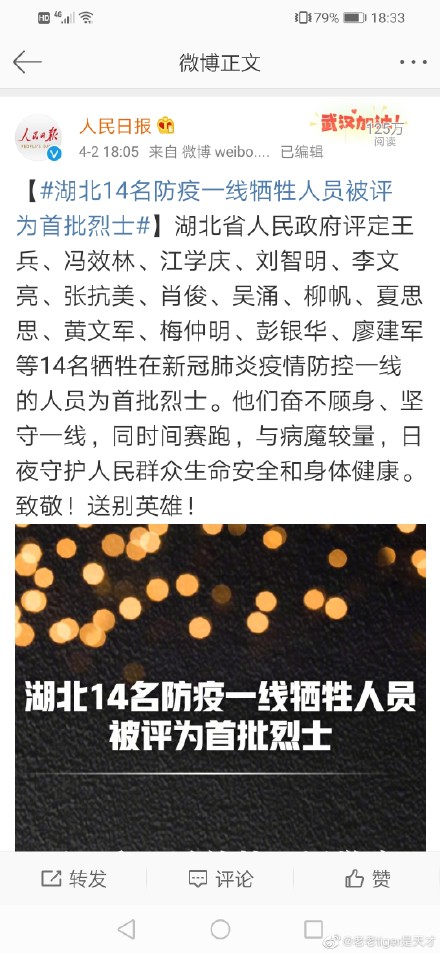 HD 4G 79% 18:33
微博正文
人民日报
PEOPLE'S DAILY
人民日报
武汉加油!
125万
阅读
4-2 18:05 来自 微博 weibo.... 已编辑
【#湖北14名防疫一线牺牲人员被评
为首批烈士#】湖北省人民政府评定王
兵、冯效林、江学庆、刘智明、李文
亮、张抗美、肖俊、吴涌、柳帆、夏思
思、黄文军、梅仲明、彭银华、廖建军
等14名牺牲在新冠肺炎疫情防控一线
的人员为首批烈士。他们奋不顾身、坚
守一线，同时间赛跑，与病魔较量，日
夜守护人民群众生命安全和身体健康。
致敬！送别英雄！
湖北14名防疫一线牺牲人员
被评为首批烈士
转发 评论 赞
@老老tiger是天才